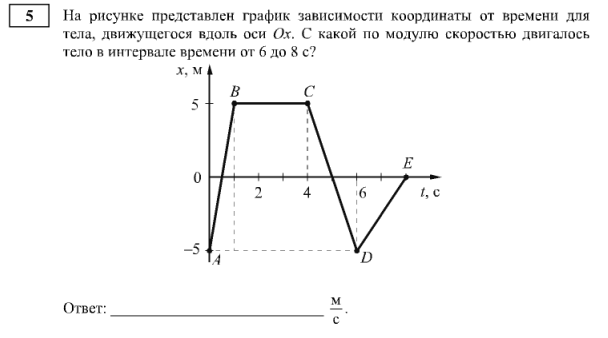 5
На рисунке представлен график зависимости координаты от времени для
тела, движущегося вдоль оси Ox. С какой по модулю скоростью двигалось
тело в интервале времени от 6 до 8 с?
x, м
B
C
5
E
0
2
4
6
t, с
–5
A
D
Ответ: ____________________ м/с.